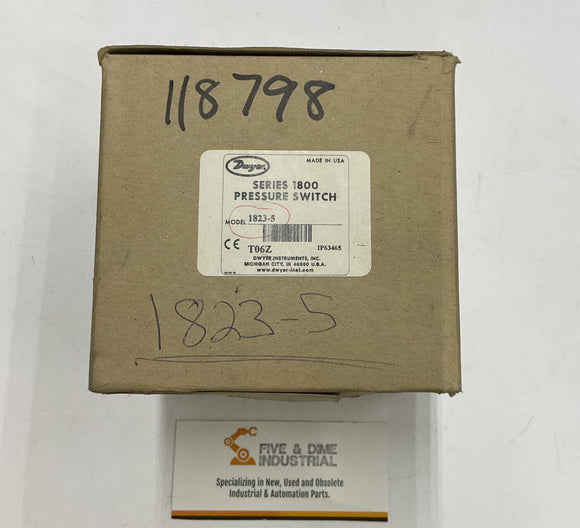 118798
Dwyer
MADE IN USA
SERIES 1800
PRESSURE SWITCH
MODEL 1823-5
CE T06Z IP63465
DWYER INSTRUMENTS, INC.
MICHIGAN CITY, IN 46360 U.S.A.
www.dwyer-inst.com
1823-5
FIVE & DIME
INDUSTRIAL
Specializing in New, Used and Obsolete
Industrial & Automation Parts.